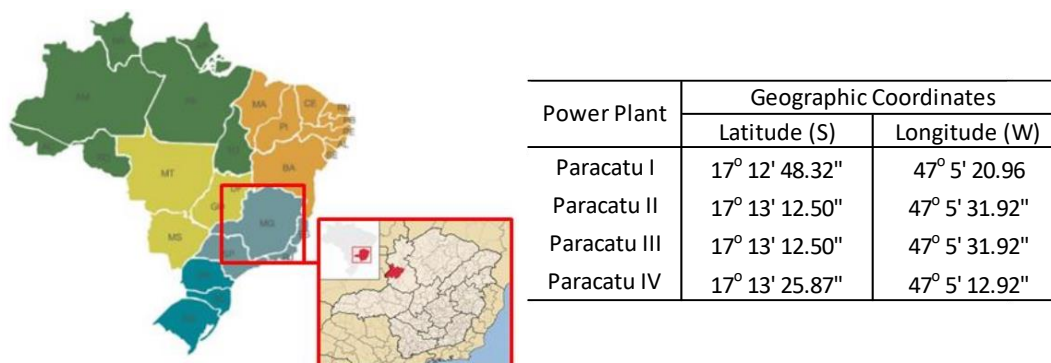 MA
CE
PI
MT
BA
MG
MS
Power Plant
Geographic Coordinates
Latitude (S)
Longitude (W)
Paracatu I 17° 12' 48.32" 47° 5' 20.96
Paracatu II 17° 13' 12.50" 47° 5' 31.92"
Paracatu III 17° 13' 12.50" 47° 5' 31.92"
Paracatu IV 17° 13' 25.87" 47° 5' 12.92"